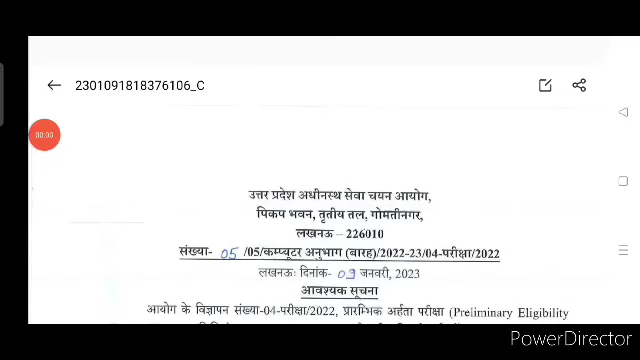 2301091818376106_C
00:00
उत्तर प्रदेश अधीनस्थ सेवा चयन आयोग,
पिकप भवन, तृतीय तल, गोमतीनगर,
लखनऊ - 226010
संख्या- 05 /05/कम्प्यूटर अनुभाग (बारह)/2022-23/04-परीक्षा/2022
लखनऊः दिनांक- 09 जनवरी, 2023
आवश्यक सूचना
आयोग के विज्ञापन संख्या-04-परीक्षा/2022, प्रारम्भिक अर्हता परीक्षा (Preliminary Eligibility
PowerDirector